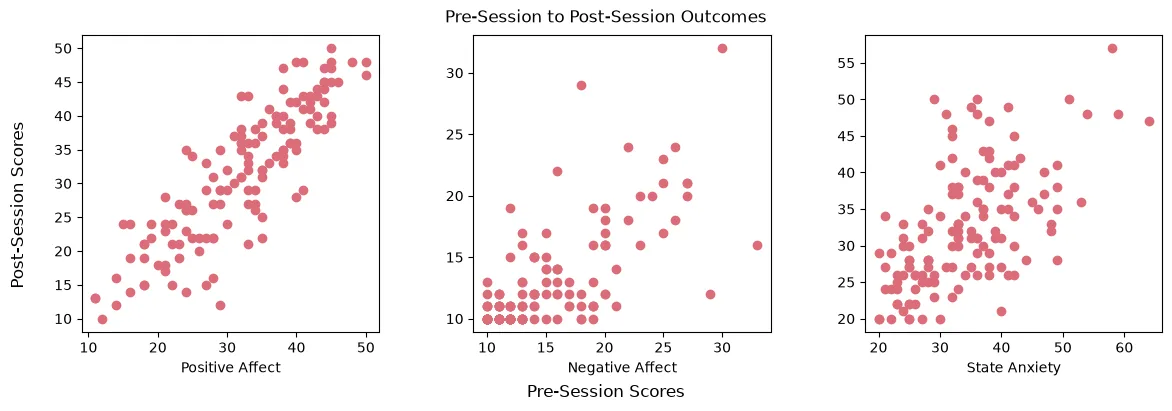 Pre-Session to Post-Session Outcomes
Post-Session Scores
50
45
40
35
30
25
20
15
10
10 20 30 40 50
Positive Affect
30
25
20
15
10
10 15 20 25 30
Negative Affect
55
50
45
40
35
30
25
20
20 30 40 50 60
State Anxiety
Pre-Session Scores